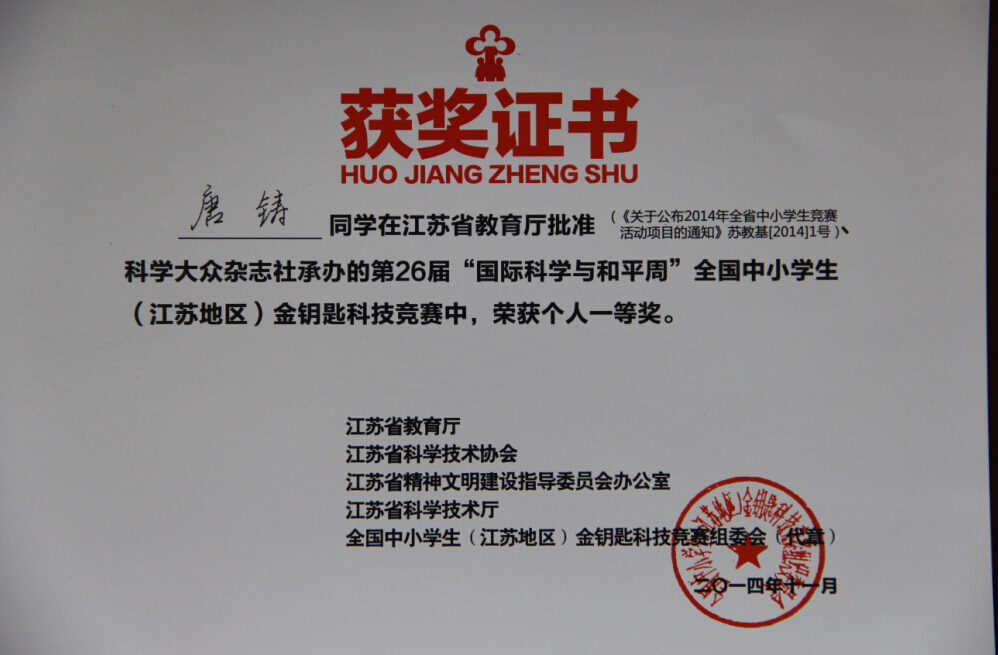 获奖证书
HUO JIANG ZHENG SHU
唐铸 同学在江苏省教育厅批准（《关于公布2014年全省中小学生竞赛
活动项目的通知》苏教基[2014]1号）、
科学大众杂志社承办的第26届“国际科学与和平周”全国中小学生
（江苏地区）金钥匙科技竞赛中，荣获个人一等奖。
江苏省教育厅
江苏省科学技术协会
江苏省精神文明建设指导委员会办公室
江苏省科学技术厅
全国中小学生（江苏地区）金钥匙科技竞赛组委会（代章）
二〇一四年十一月